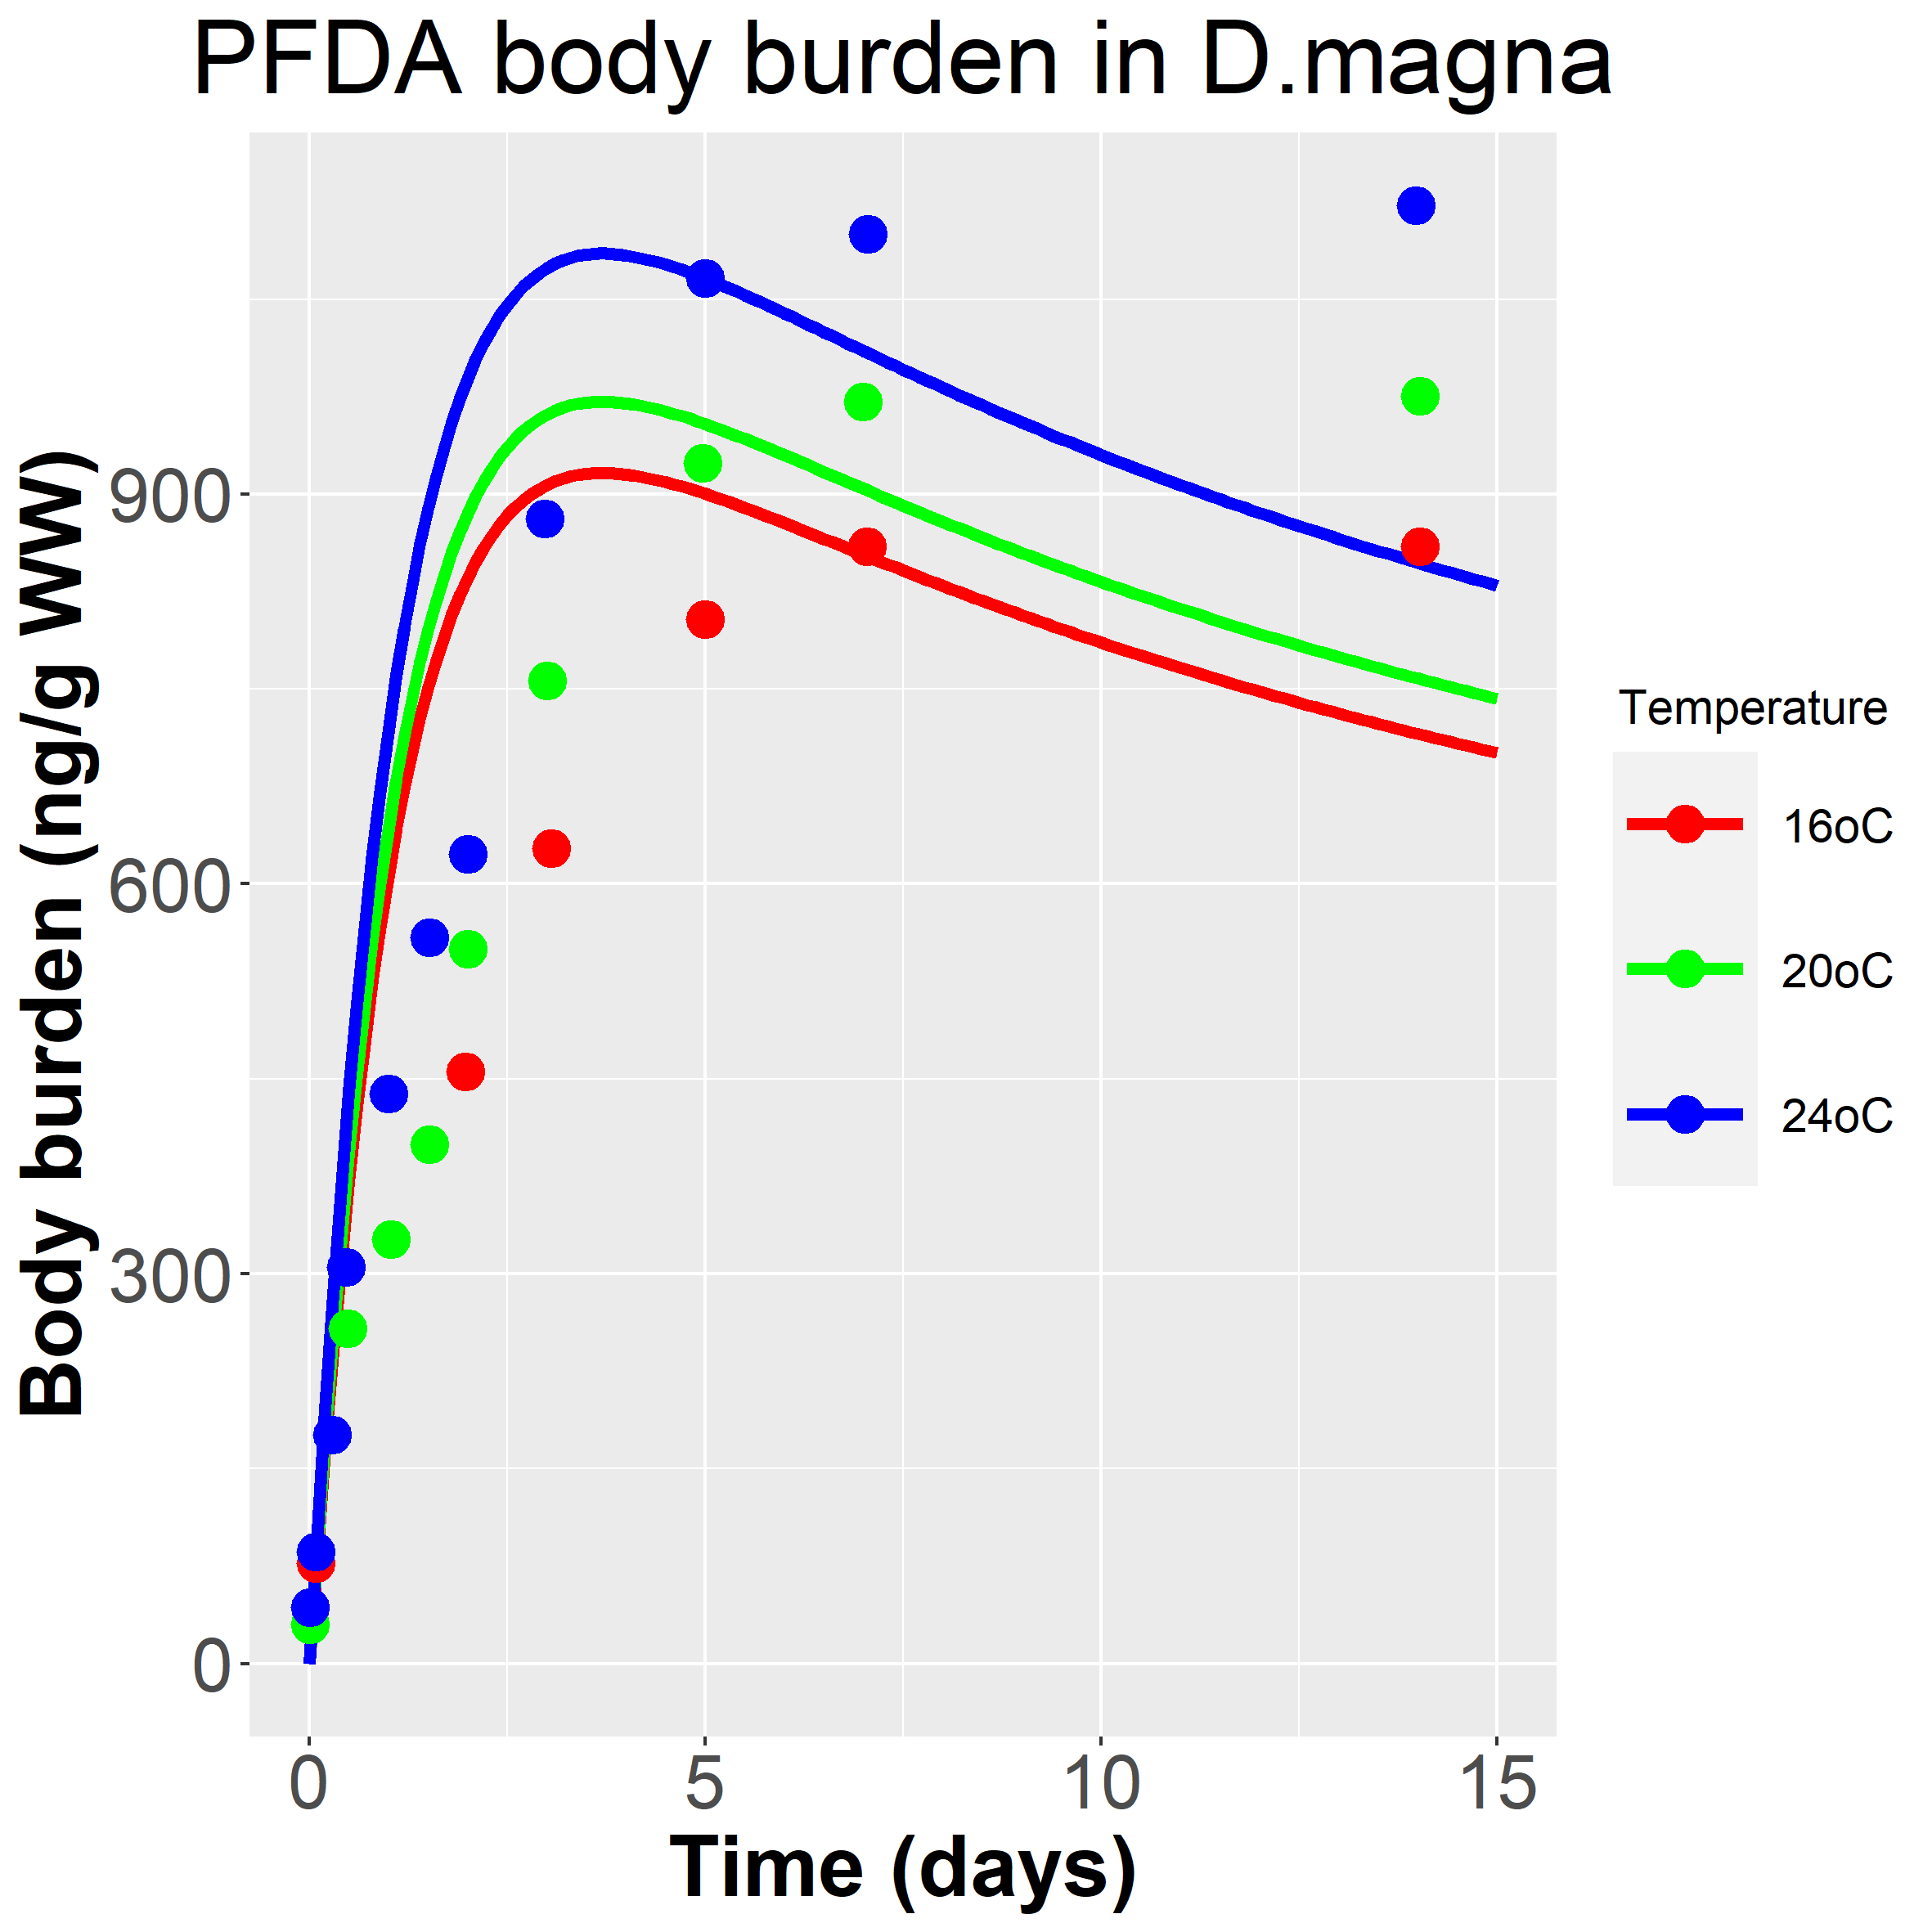 PFDA body burden in D.magna
Body burden (ng/g WW)
900
600
300
0
0
5
10
15
Time (days)
Temperature
16oC
20oC
24oC